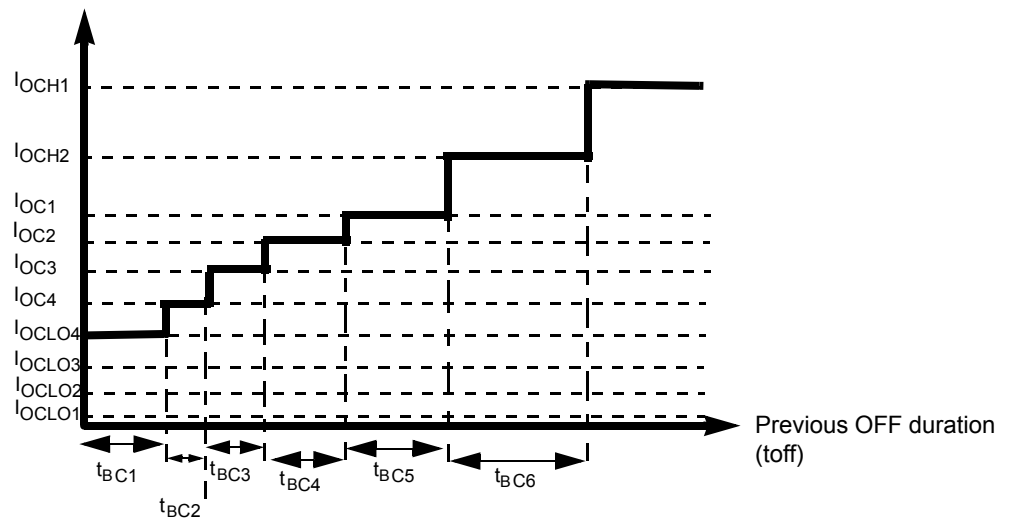 IOCH1
IOCH2
IOC1
IOC2
IOC3
IOC4
IOCLO4
IOCLO3
IOCLO2
IOCLO1
Previous OFF duration
(toff)
tBC1
tBC2
tBC3
tBC4
tBC5
tBC6